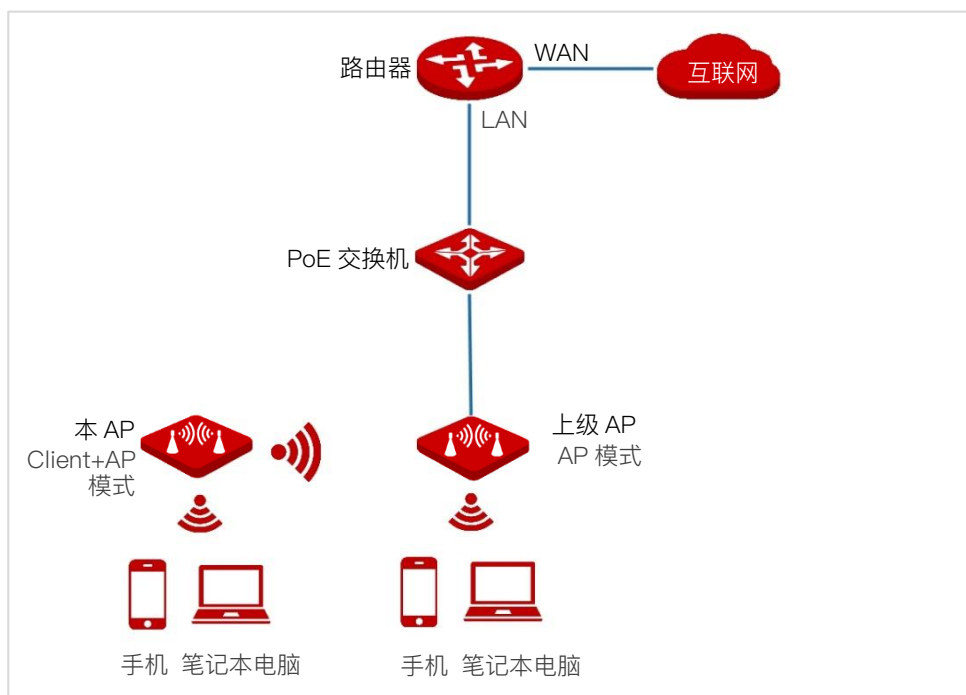 路由器
WAN
互联网
LAN
PoE 交换机
本 AP
Client+AP
模式
上级 AP
AP 模式
手机 笔记本电脑
手机 笔记本电脑